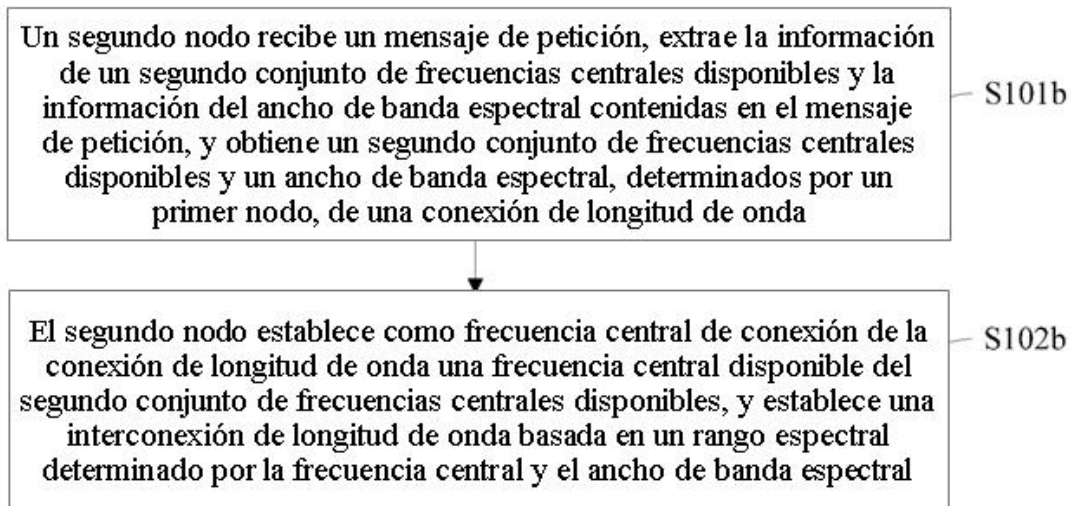 Un segundo nodo recibe un mensaje de petición, extrae la información
de un segundo conjunto de frecuencias centrales disponibles y la
información del ancho de banda espectral contenidas en el mensaje
de petición, y obtiene un segundo conjunto de frecuencias centrales
disponibles y un ancho de banda espectral, determinados por un
primer nodo, de una conexión de longitud de onda
S101b
El segundo nodo establece como frecuencia central de conexión de la
conexión de longitud de onda una frecuencia central disponible del
segundo conjunto de frecuencias centrales disponibles, y establece una
interconexión de longitud de onda basada en un rango espectral
determinado por la frecuencia central y el ancho de banda espectral
S102b